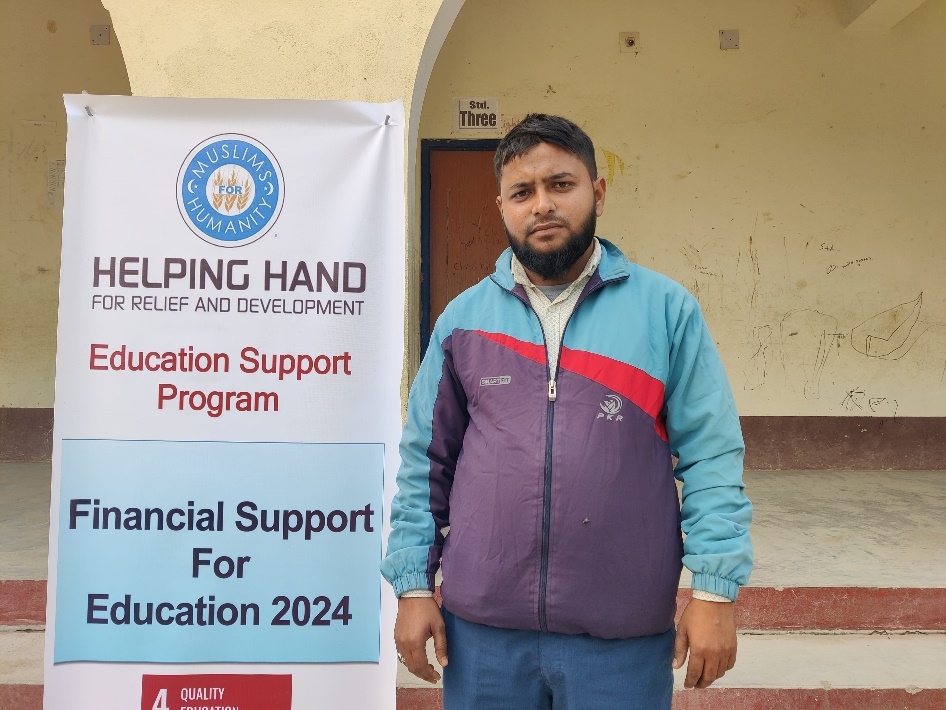 MUSLIMS
FOR
HUMANITY
HELPING HAND
FOR RELIEF AND DEVELOPMENT
Education Support
Program
Financial Support
For
Education 2024
4 QUALITY
EDUCATION
Std.
Three
PKR